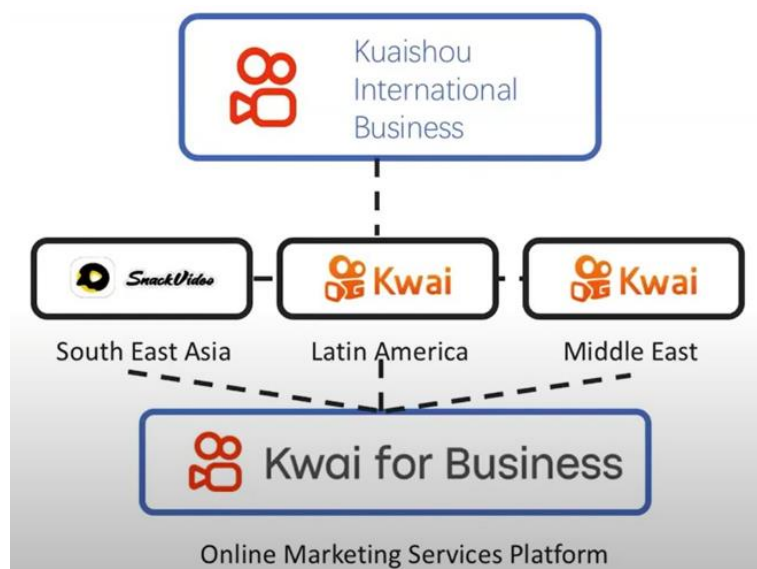 Kuaishou
International
Business
SnackVideo
Kwai
Kwai
South East Asia
Latin America
Middle East
Kwai for Business
Online Marketing Services Platform